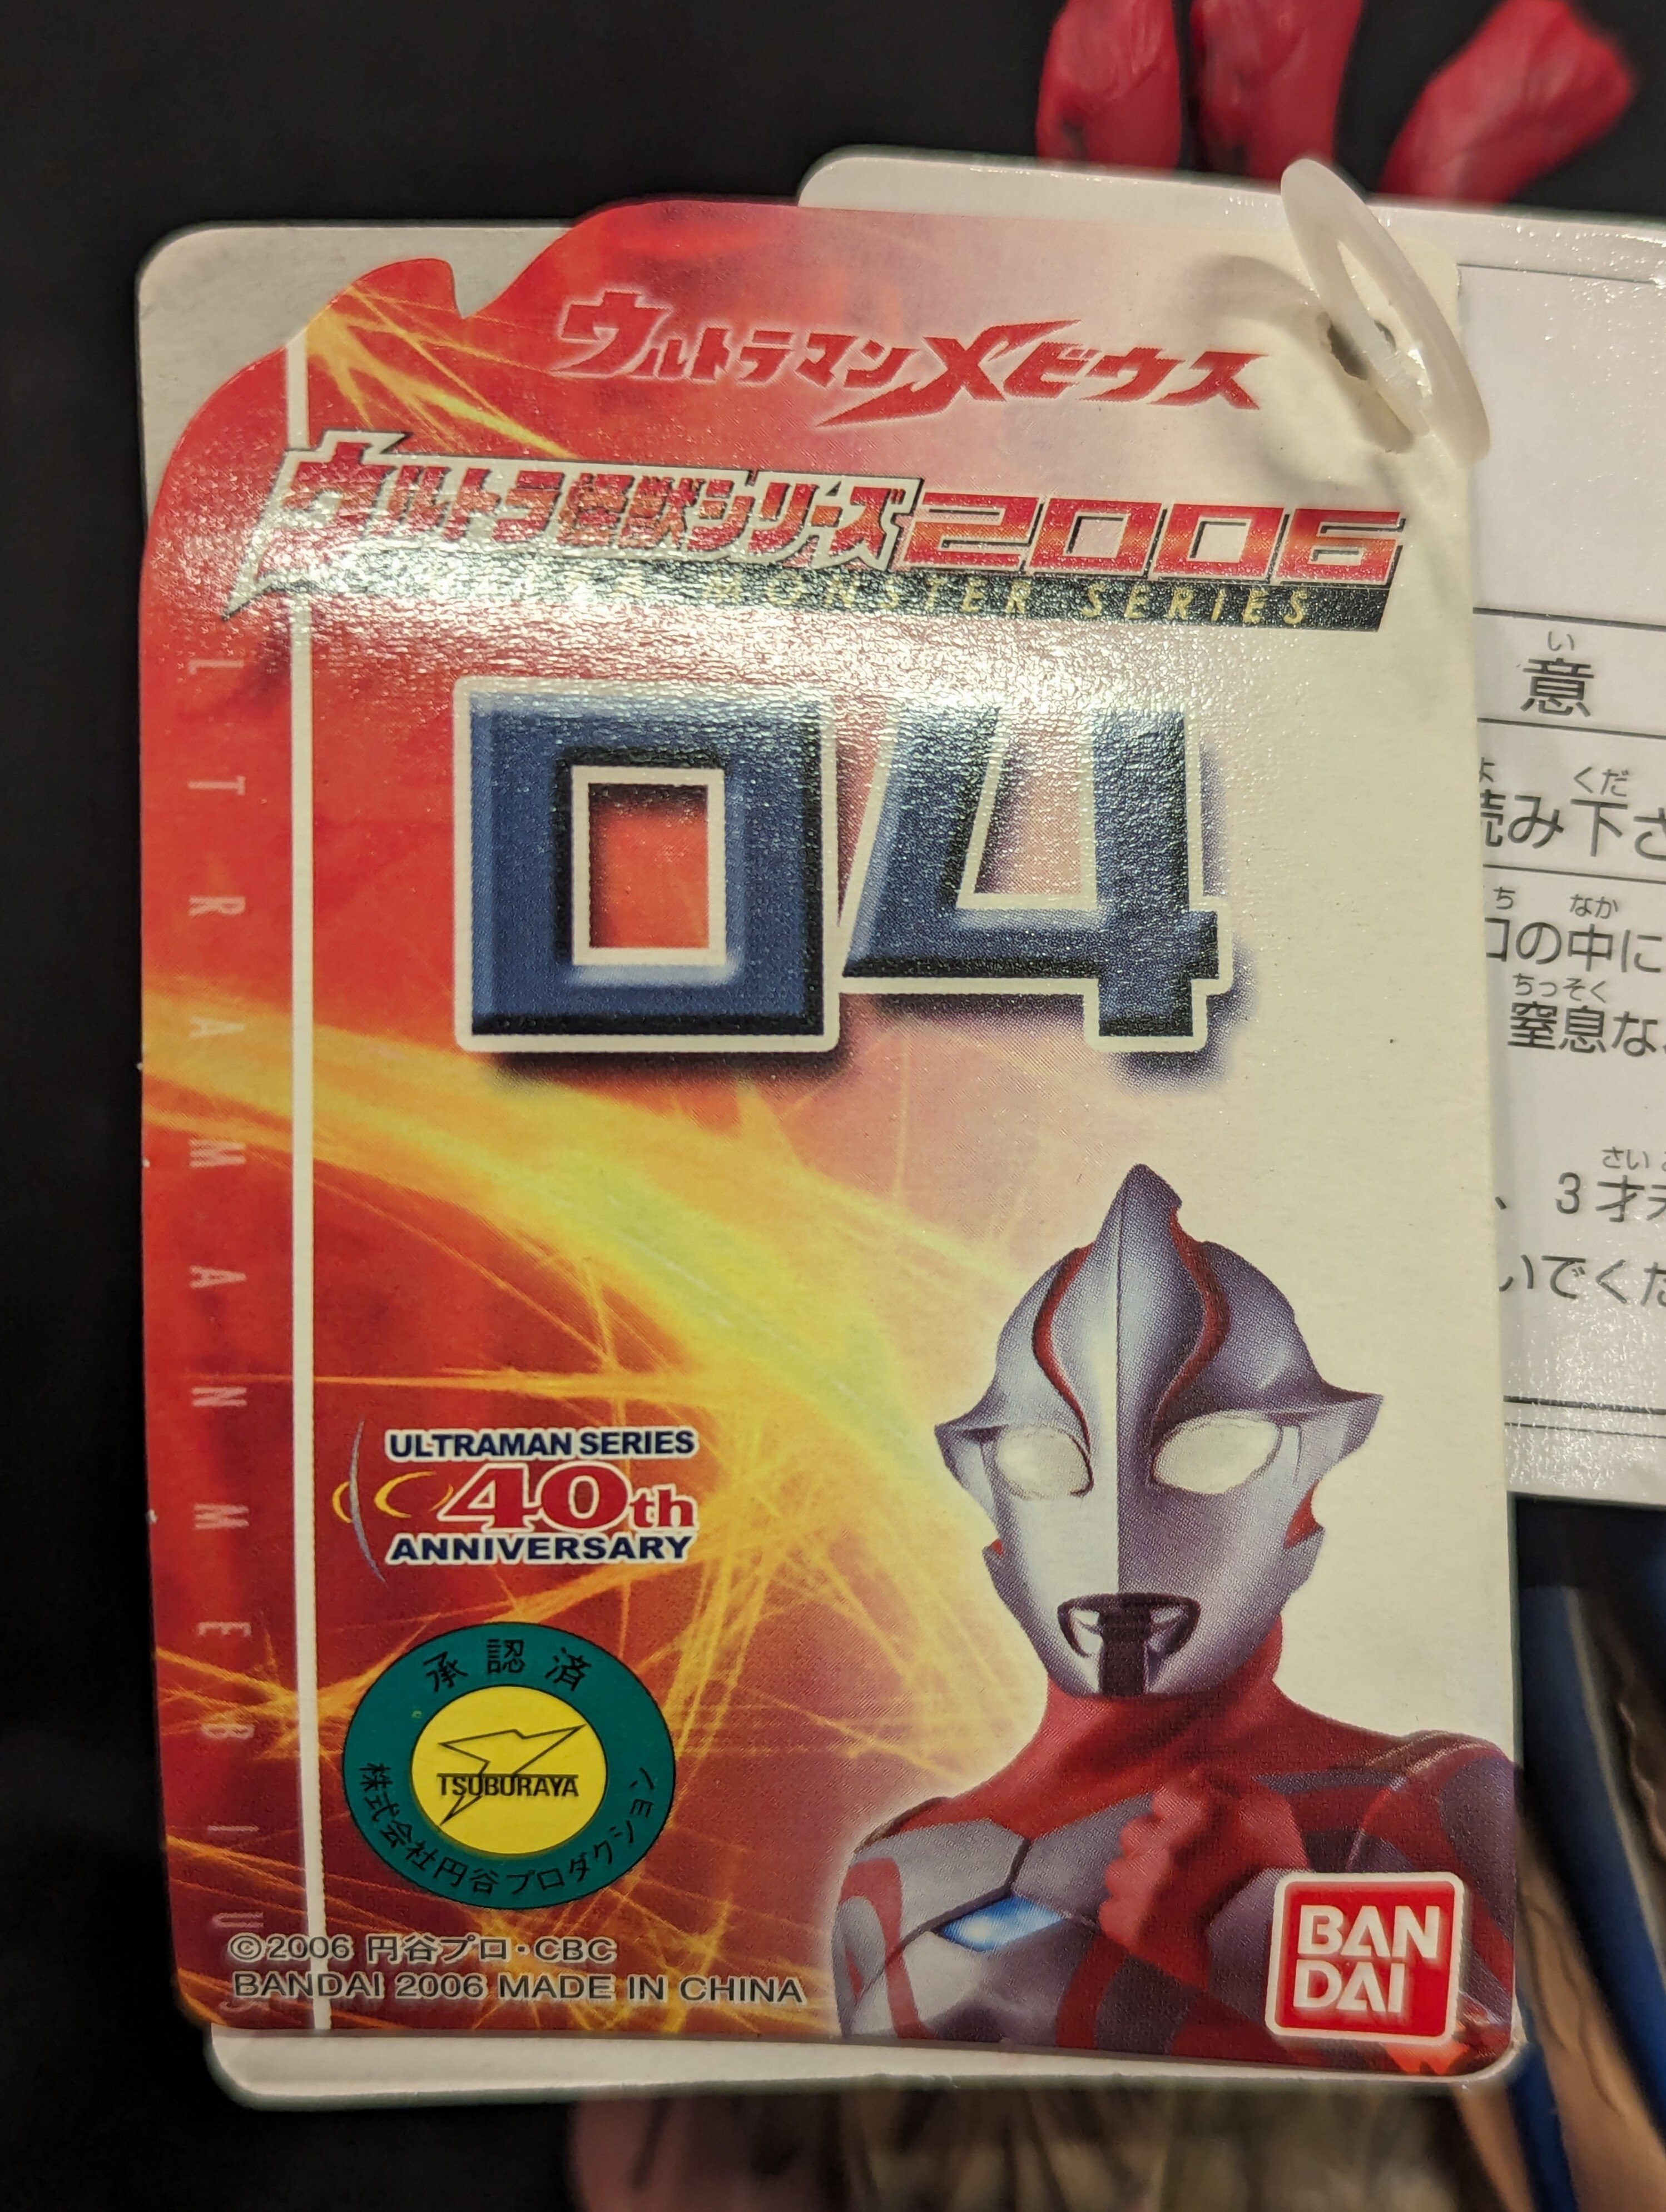 ウルトラマンメビウス
ウルトラ怪獣シリーズ2006
ULTRA MONSTER SERIES
04
ULTRAMAN MEBIUS
ULTRAMAN SERIES
40th
ANNIVERSARY
承認済
TSUBURAYA
株式会社円谷プロダクション
©2006 円谷プロ・CBC
BANDAI 2006 MADE IN CHINA
BAN
DAI
い
意
くだ
読み下さ
ち なか
口の中に
ちっそく
窒息な
さい
、3才
いでくだ